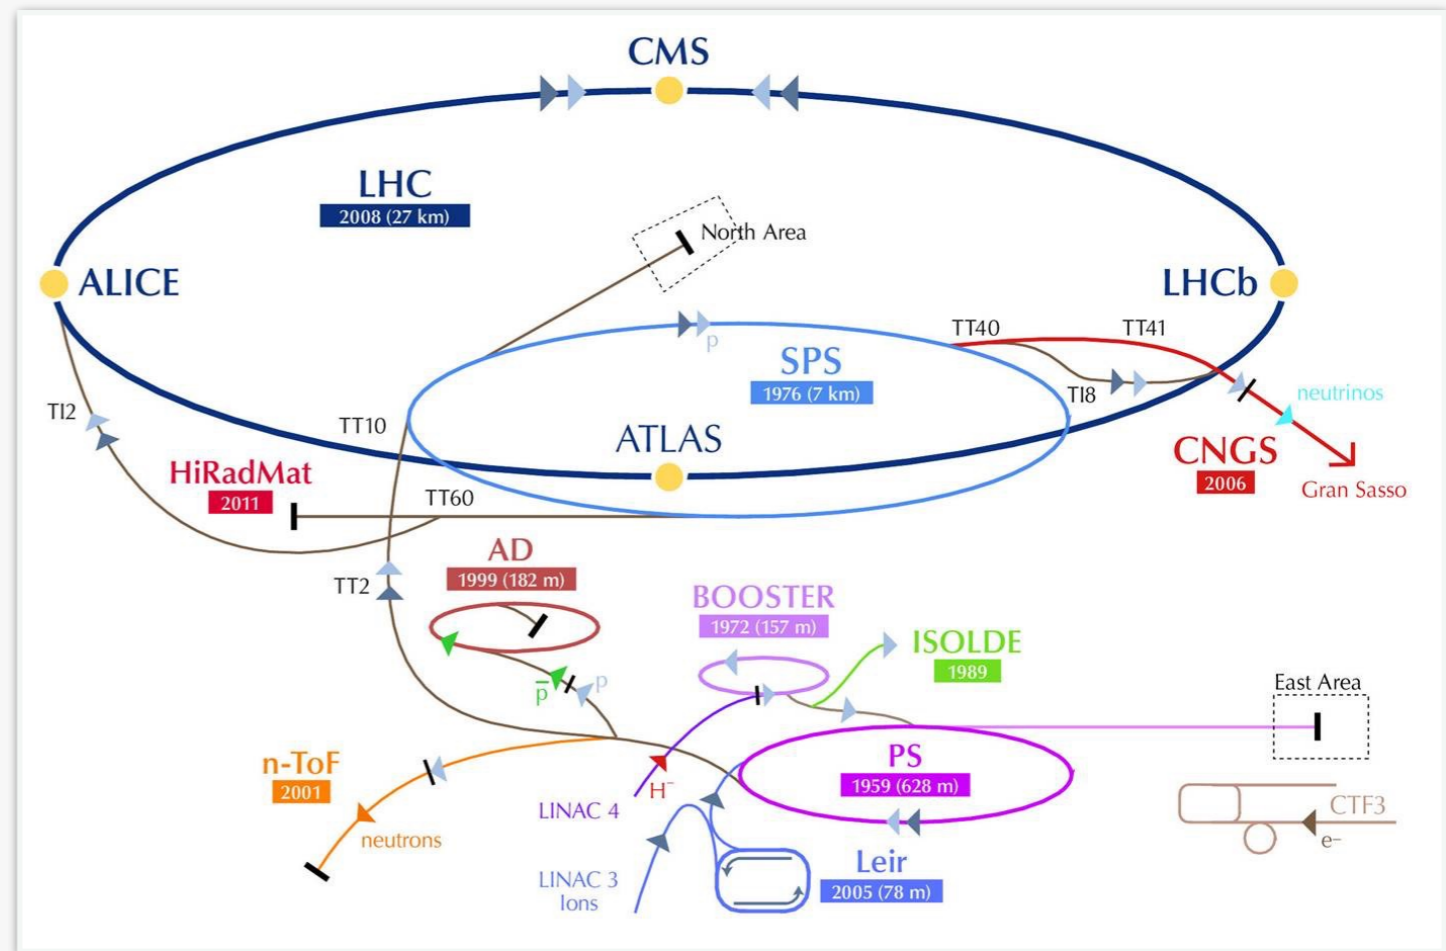 CMS
LHC
2008 (27 km)
North Area
ALICE
LHCb
TT40
TT41
p
SPS
1976 (7 km)
TI8
neutrinos
TI2
TT10
ATLAS
CNGS
2006
Gran Sasso
HiRadMat
2011
TT60
AD
1999 (182 m)
TT2
BOOSTER
1972 (157 m)
ISOLDE
1989
p̅
p
East Area
n-ToF
2001
PS
1959 (628 m)
H⁻
LINAC 4
CTF3
e⁻
neutrons
LINAC 3
Ions
Leir
2005 (78 m)